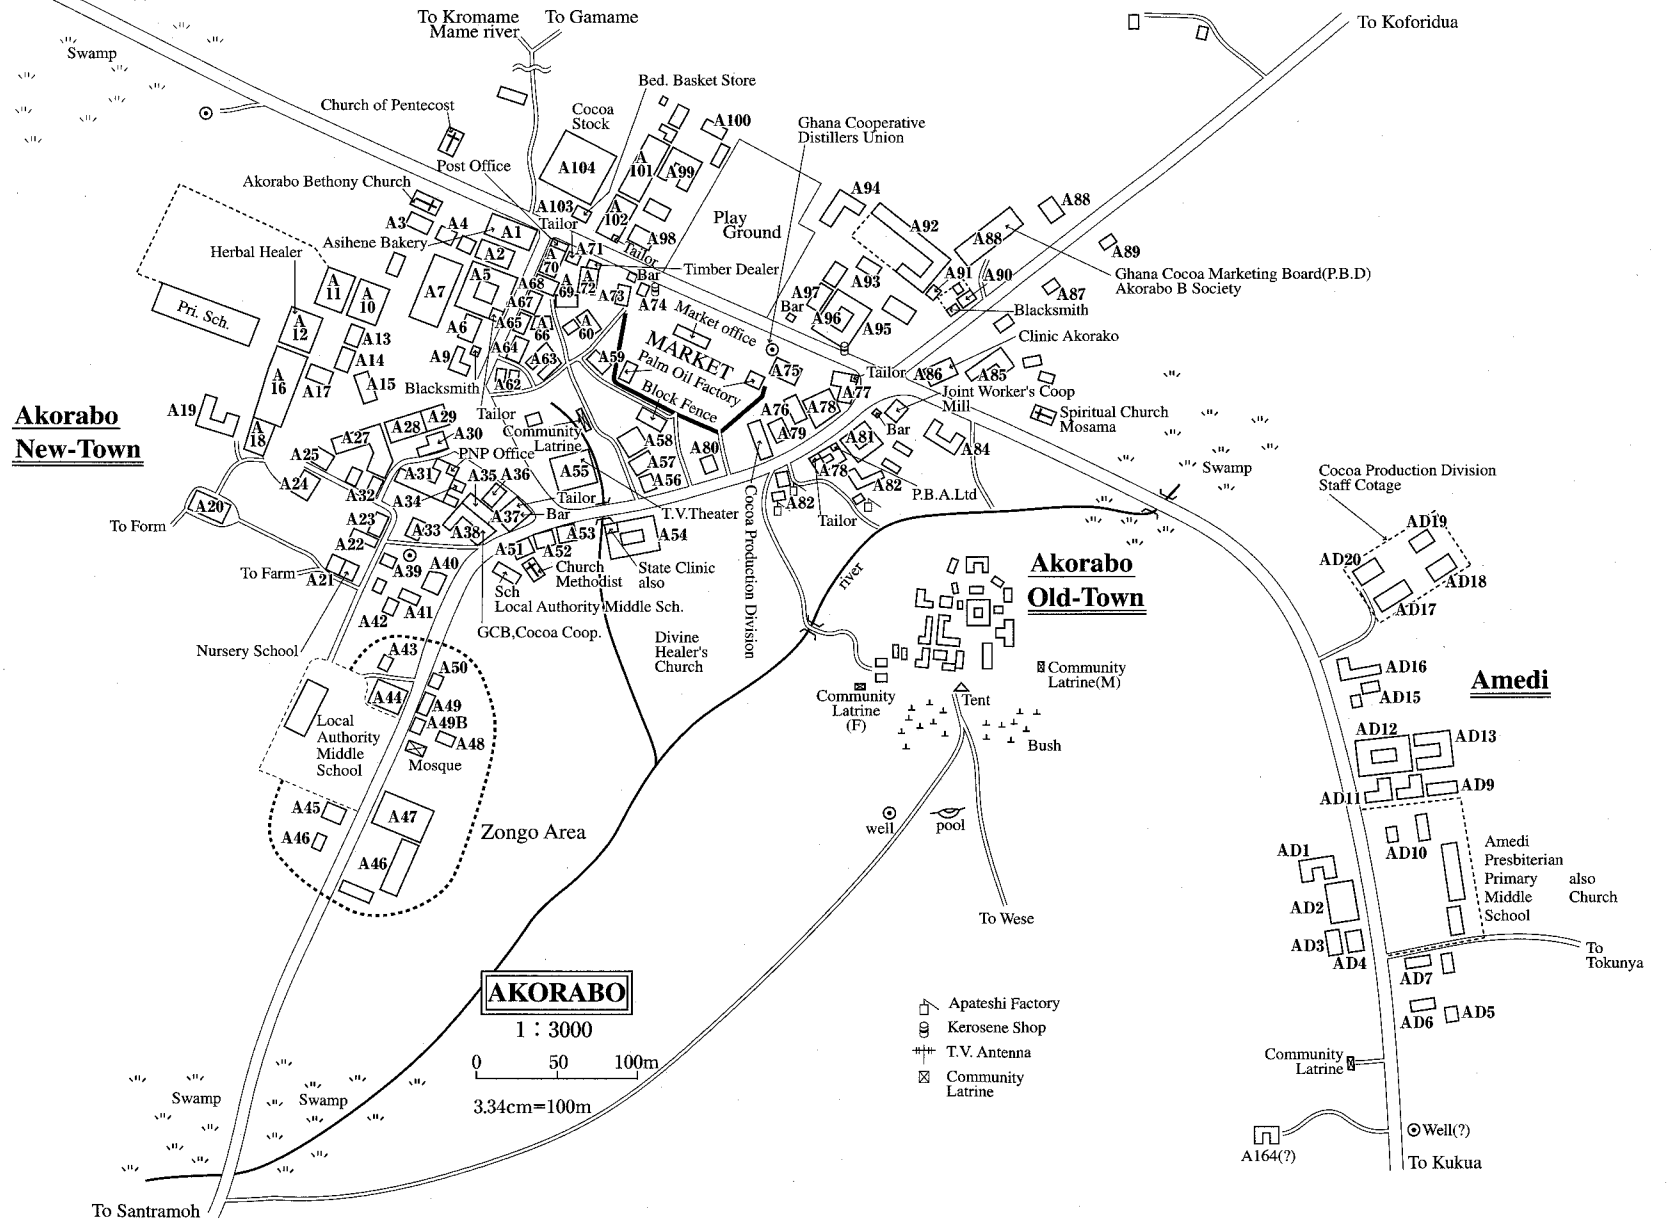 To Kromame
Mame river
To Gamame
To Koforidua
Swamp
Bed. Basket Store
Church of Pentecost
Cocoa
Stock
A100
Ghana Cooperative
Distillers Union
Post Office
A104
A
101
A99
Akorabo Bethony Church
A94
A88
A103
A
102
A3
A4
A1
Tailor
Play
Ground
A92
Asihene Bakery
A98
A88
A89
Herbal Healer
A2
A
70
A71
Tailor
Timber Dealer
A93
A91
A90
Ghana Cocoa Marketing Board(P.B.D)
Akorabo B Society
A
11
A
10
A7
A5
A68
A
69
A
72
Bar
A73
A74
A97
Bar
A87
Pri. Sch.
A67
Market office
A96
A95
Blacksmith
A
12
A13
A6
A65
A
66
A
60
MARKET
Clinic Akorako
A14
A9
A64
A63
A59
Palm Oil Factory
A75
Tailor
A86
A85
A
16
A17
A15
Blacksmith
A62
Block Fence
A77
Joint Worker's Coop
Mill
Akorabo
New-Town
A19
Tailor
A76
A78
Spiritual Church
Mosama
A
18
A28
A29
Community
Latrine
Bar
A27
A30
A58
A80
A79
A81
A84
A25
PNP Office
A57
Swamp
Cocoa Production Division
Staff Cotage
A24
A31
A35
A36
A55
A56
A78
A82
A32
A34
Tailor
P.B.A.Ltd
A20
A37
Bar
T.V.Theater
A82
Tailor
To Form
A23
A33
A38
AD19
A22
A51
A52
A53
A54
Cocoa Production Division
AD20
To Farm
A21
A39
A40
Church
Methodist
State Clinic
also
Akorabo
Old-Town
AD18
Sch
Local Authority Middle Sch.
river
AD17
A41
A42
GCB,Cocoa Coop.
Nursery School
Divine
Healer's
Church
A43
A50
Community
Latrine(M)
AD16
Amedi
A44
A49
Community
Latrine
(F)
Tent
AD15
Local
Authority
Middle
School
A49B
A48
Bush
AD12
AD13
Mosque
AD11
AD9
A45
A47
Zongo Area
well
pool
A46
AD10
Amedi
Presbiterian
Primary also
Middle Church
School
A46
AD1
AD2
To Wese
AD3
AD4
To
Tokunya
AD7
AKORABO
Apateshi Factory
AD6
AD5
1 : 3000
Kerosene Shop
0 50 100m
T.V. Antenna
Community
Latrine
Community
Latrine
Swamp
Swamp
3.34cm=100m
Well(?)
A164(?)
To Kukua
To Santramoh